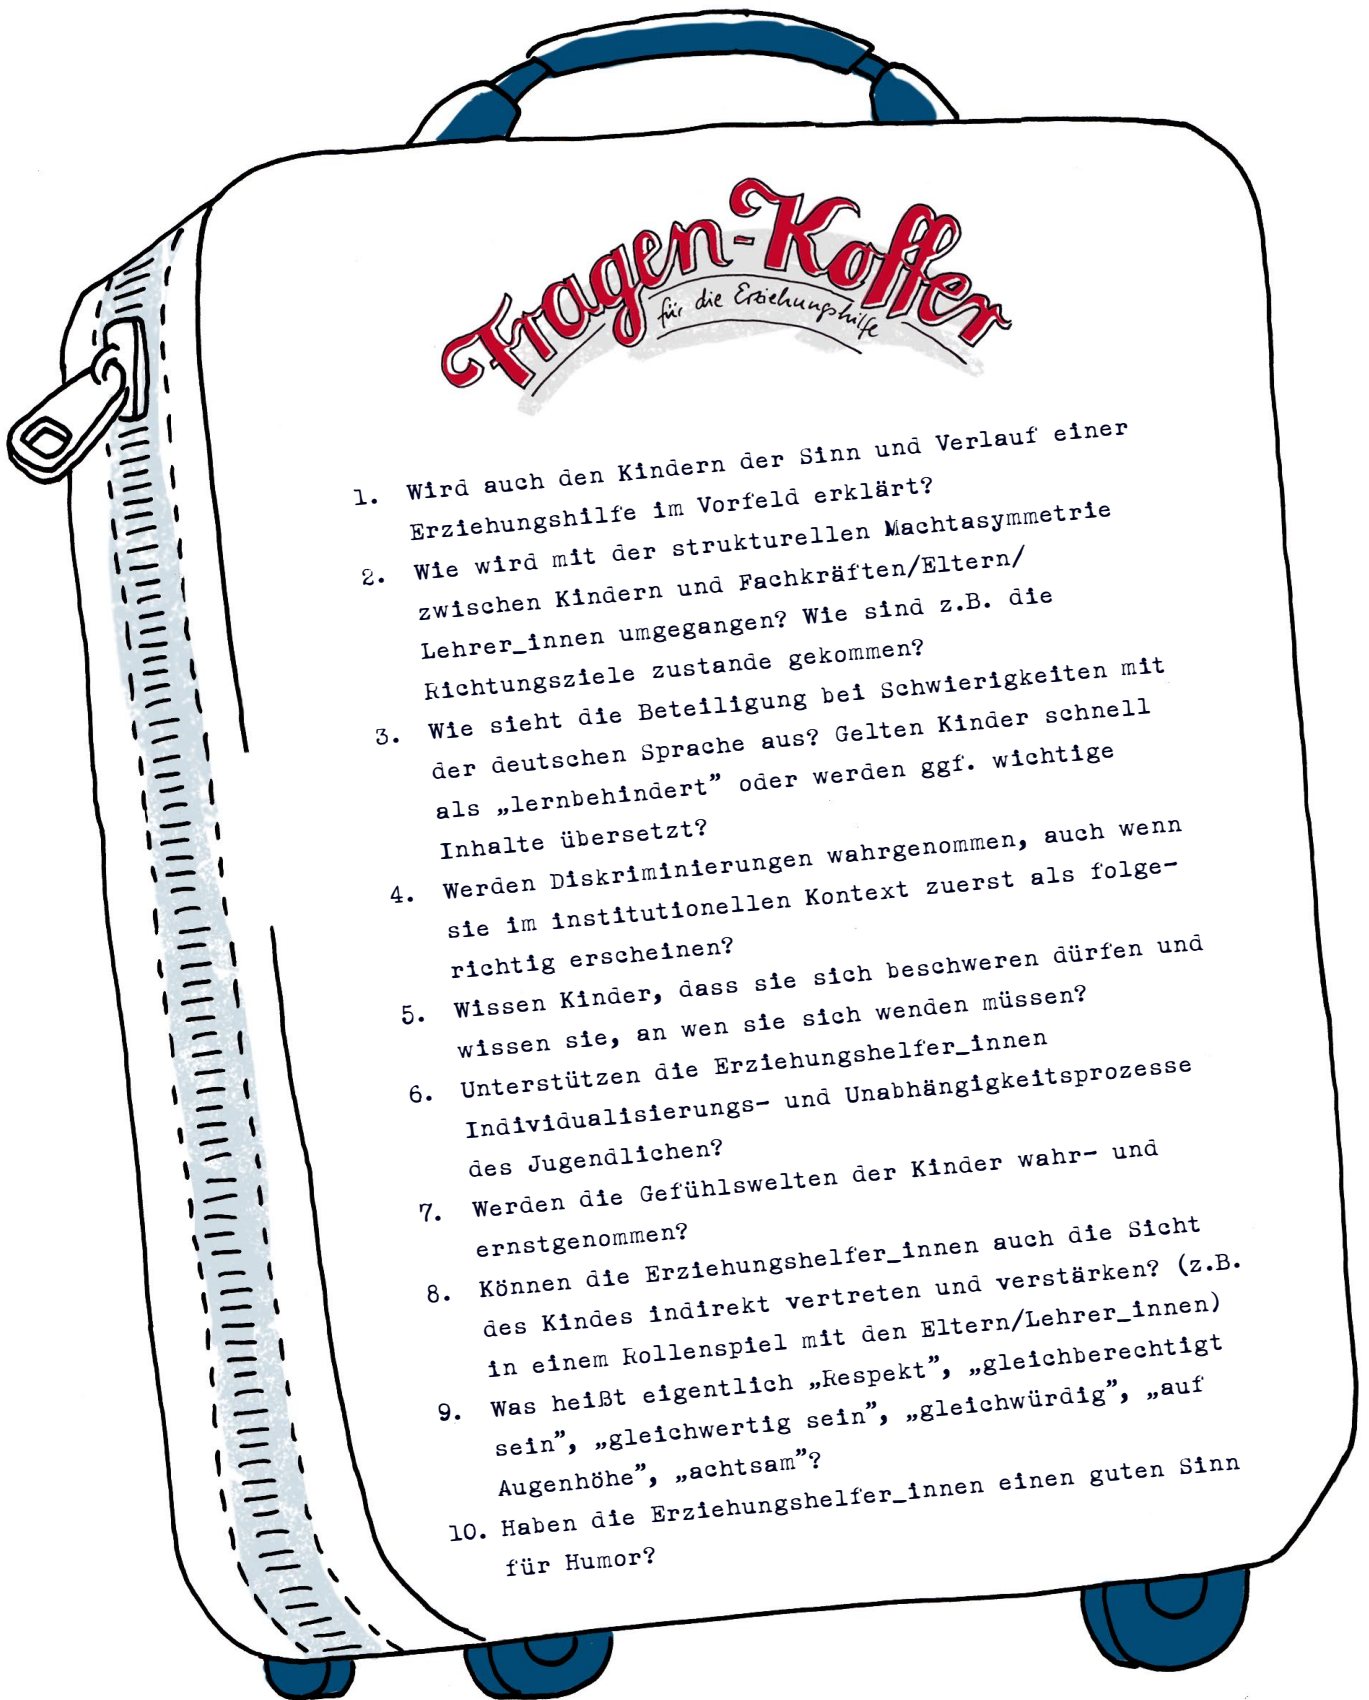 Fragen-Koffer
für die Erziehungshilfe
1. Wird auch den Kindern der Sinn und Verlauf einer
Erziehungshilfe im Vorfeld erklärt?
2. Wie wird mit der strukturellen Machtasymmetrie
zwischen Kindern und Fachkräften/Eltern/
Lehrer_innen umgegangen? Wie sind z.B. die
Richtungsziele zustande gekommen?
3. Wie sieht die Beteiligung bei Schwierigkeiten mit
der deutschen Sprache aus? Gelten Kinder schnell
als „lernbehindert” oder werden ggf. wichtige
Inhalte übersetzt?
4. Werden Diskriminierungen wahrgenommen, auch wenn
sie im institutionellen Kontext zuerst als folge-
richtig erscheinen?
5. Wissen Kinder, dass sie sich beschweren dürfen und
wissen sie, an wen sie sich wenden müssen?
6. Unterstützen die Erziehungshelfer_innen
Individualisierungs- und Unabhängigkeitsprozesse
des Jugendlichen?
7. Werden die Gefühlswelten der Kinder wahr- und
ernstgenommen?
8. Können die Erziehungshelfer_innen auch die Sicht
des Kindes indirekt vertreten und verstärken? (z.B.
in einem Rollenspiel mit den Eltern/Lehrer_innen)
9. Was heißt eigentlich „Respekt”, „gleichberechtigt
sein”, „gleichwertig sein”, „gleichwürdig”, „auf
Augenhöhe”, „achtsam”?
10. Haben die Erziehungshelfer_innen einen guten Sinn
für Humor?